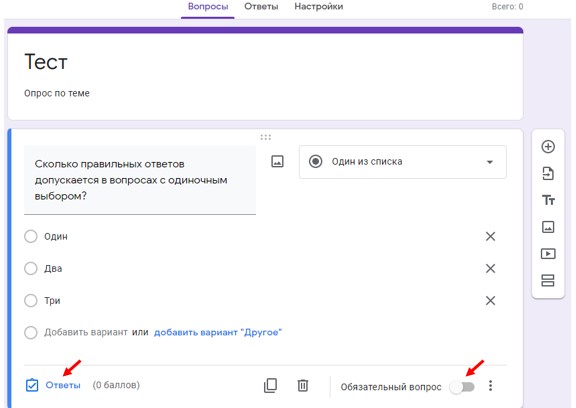 Вопросы Ответы Настройки Всего: 0
Тест
Опрос по теме
Сколько правильных ответов
допускается в вопросах с одиночным
выбором?
Один из списка
Один
Два
Три
Добавить вариант или добавить вариант "Другое"
Ответы (0 баллов) Обязательный вопрос
Тт